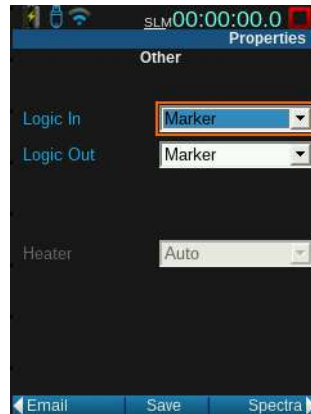 SLM00:00:00.0
Properties
Other
Logic In Marker
Logic Out Marker
Heater Auto
Email Save Spectra